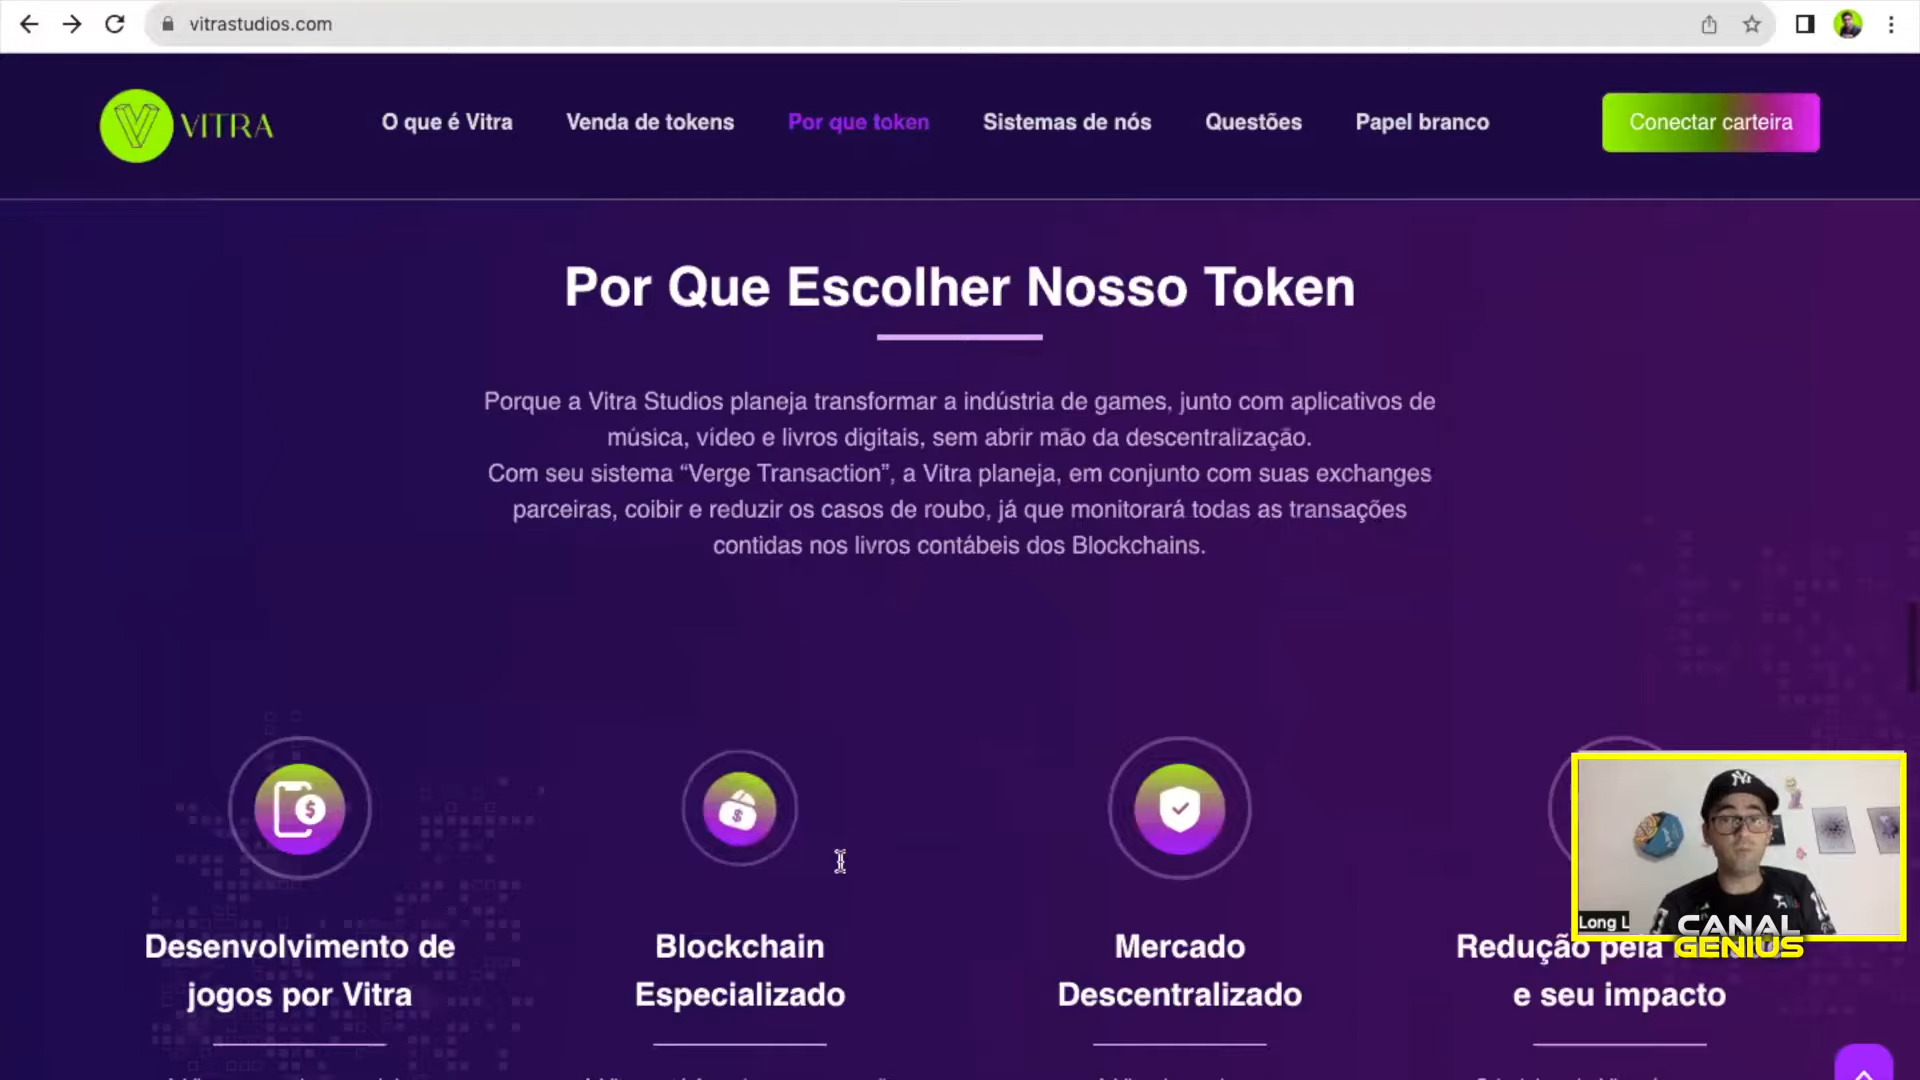 vitrastudios.com
VITRA
O que é Vitra
Venda de tokens
Por que token
Sistemas de nós
Questões
Papel branco
Conectar carteira
Por Que Escolher Nosso Token
Porque a Vitra Studios planeja transformar a indústria de games, junto com aplicativos de
música, vídeo e livros digitais, sem abrir mão da descentralização.
Com seu sistema “Verge Transaction”, a Vitra planeja, em conjunto com suas exchanges
parceiras, coibir e reduzir os casos de roubo, já que monitorará todas as transações
contidas nos livros contábeis dos Blockchains.
Desenvolvimento de
jogos por Vitra
Blockchain
Especializado
Mercado
Descentralizado
Redução pela
e seu impacto
Long L
CANAL
GENIUS